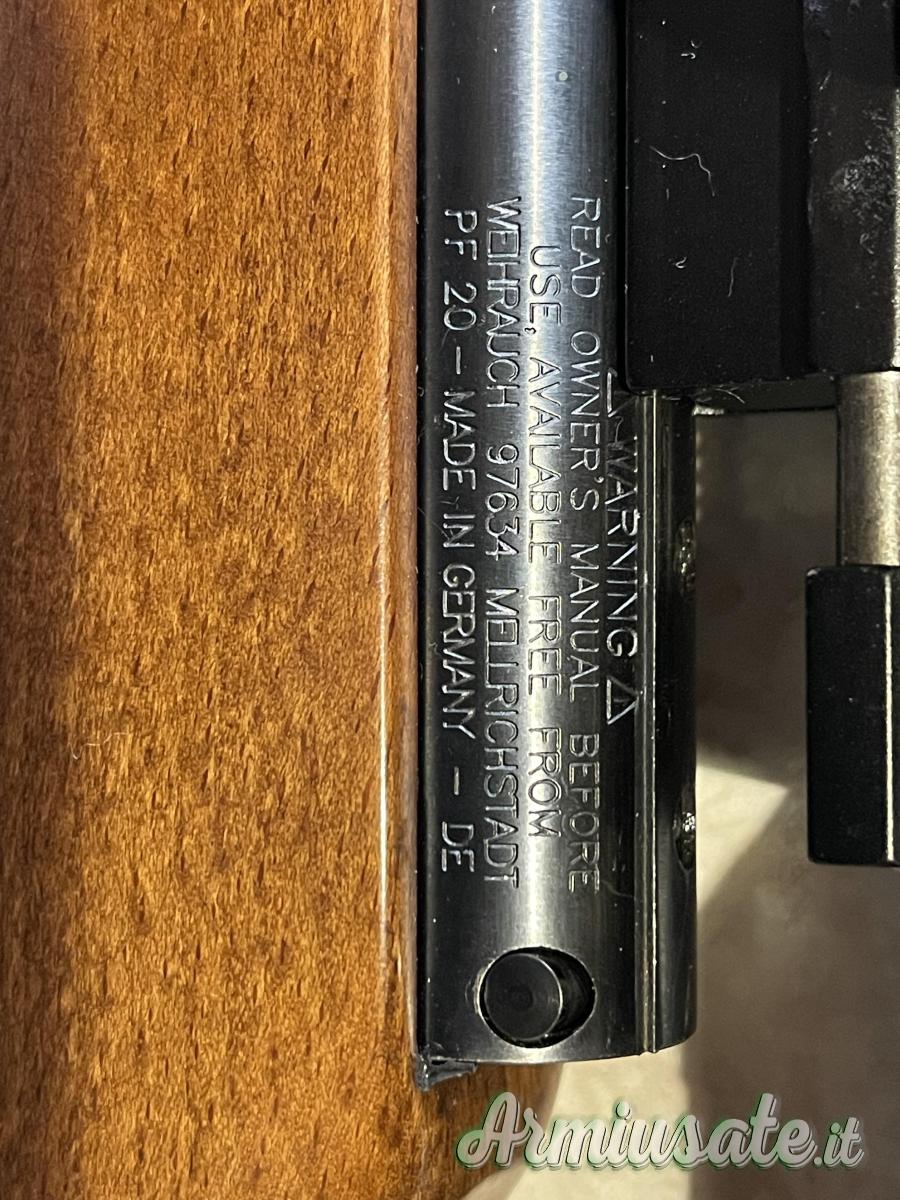 ⚠ WARNING ⚠
READ OWNER'S MANUAL BEFORE
USE, AVAILABLE FREE FROM
WEIHRAUCH 97634 MELLRICHSTADT
PF 20 – MADE IN GERMANY – DE
Armiusate.it